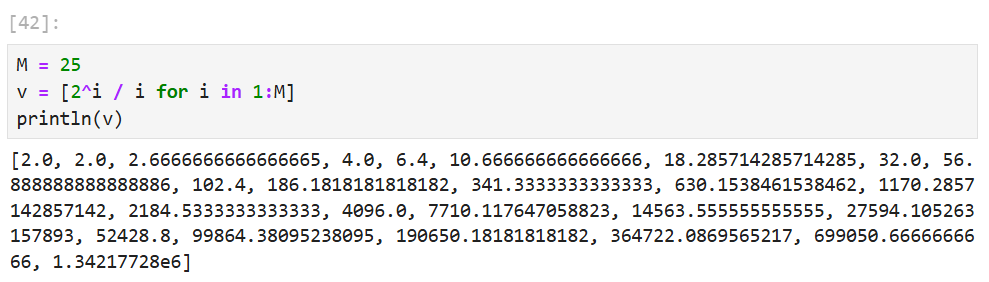 [42]:
M = 25
v = [2^i / i for i in 1:M]
println(v)
[2.0, 2.0, 2.6666666666666665, 4.0, 6.4, 10.666666666666666, 18.285714285714285, 32.0, 56.
888888888888886, 102.4, 186.1818181818182, 341.3333333333333, 630.1538461538462, 1170.2857
142857142, 2184.5333333333333, 4096.0, 7710.117647058823, 14563.555555555555, 27594.105263
157893, 52428.8, 99864.38095238095, 190650.18181818182, 364722.0869565217, 699050.66666666
66, 1.34217728e6]